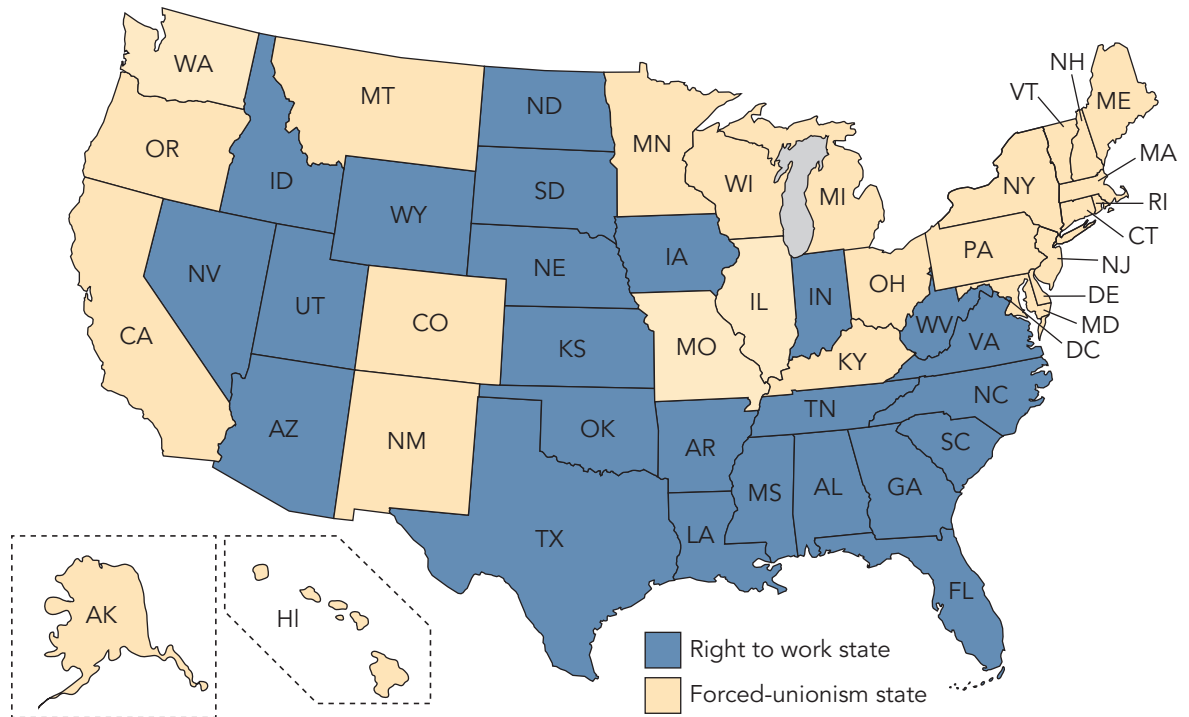 WA
MT
ND
MN
NH
VT
ME
OR
ID
SD
WI
MI
NY
MA
WY
RI
CT
NV
NE
IA
PA
NJ
UT
IL
IN
OH
DE
CA
CO
KS
MO
WV
VA
MD
DC
KY
AZ
NM
OK
AR
TN
NC
SC
MS
AL
GA
TX
LA
FL
AK
HI
Right to work state
Forced-unionism state